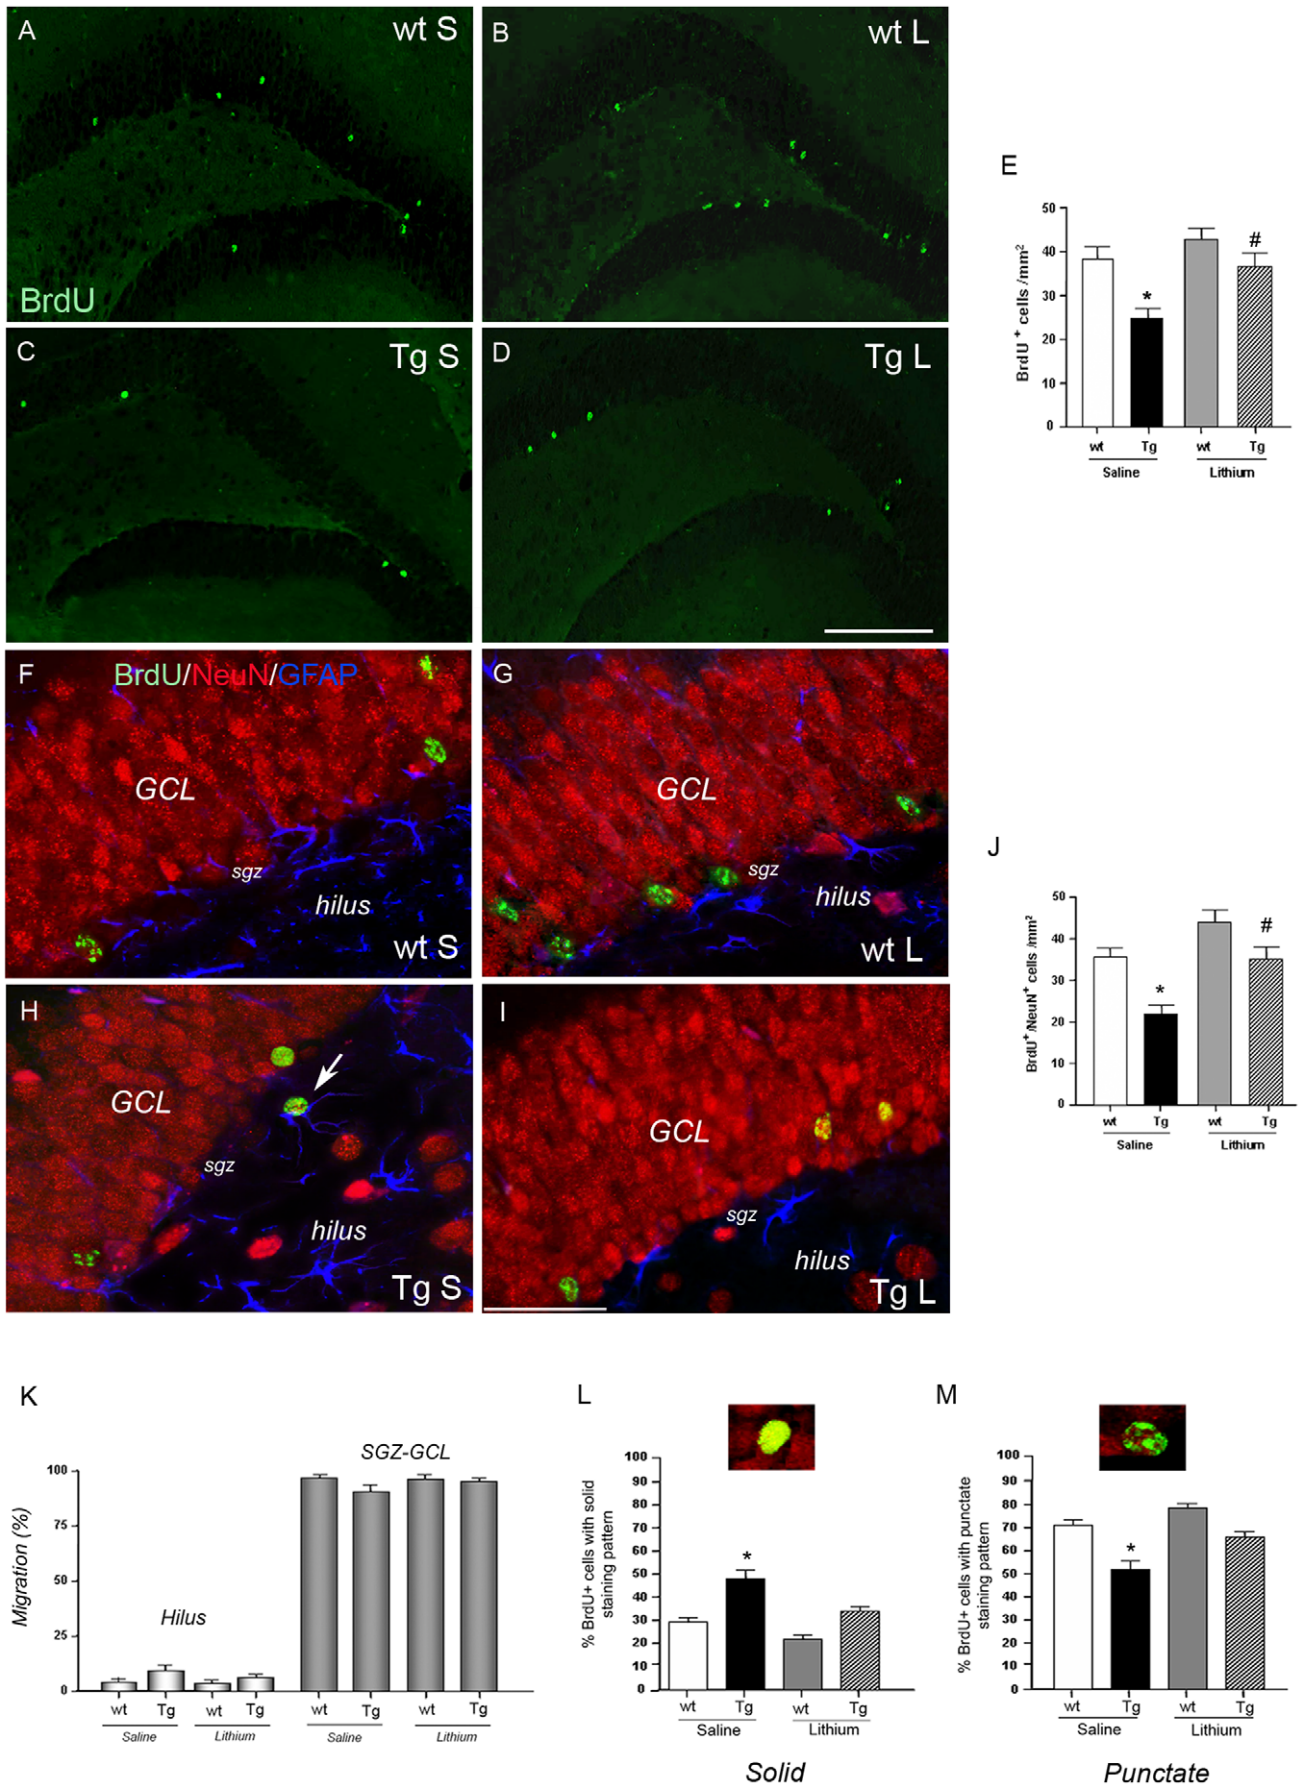 A
wt S
BrdU
B
wt L
C
Tg S
D
Tg L
E
BrdU + cells /mm2
50
40
30
20
10
0
*
#
wt
Tg
wt
Tg
Saline
Lithium
F
BrdU/NeuN/GFAP
GCL
sgz
hilus
wt S
G
GCL
sgz
hilus
wt L
H
GCL
sgz
hilus
Tg S
I
GCL
sgz
hilus
Tg L
J
BrdU+/NeuN+ cells /mm2
50
40
30
20
10
0
*
#
wt
Tg
wt
Tg
Saline
Lithium
K
Migration (%)
100
75
50
25
0
Hilus
SGZ-GCL
wt
Tg
wt
Tg
wt
Tg
wt
Tg
Saline
Lithium
Saline
Lithium
L
% BrdU+ cells with solid
staining pattern
100
90
80
70
60
50
40
30
20
10
0
*
wt
Tg
wt
Tg
Saline
Lithium
Solid
M
% BrdU+ cells with punctate
staining pattern
100
90
80
70
60
50
40
30
20
10
0
*
wt
Tg
wt
Tg
Saline
Lithium
Punctate